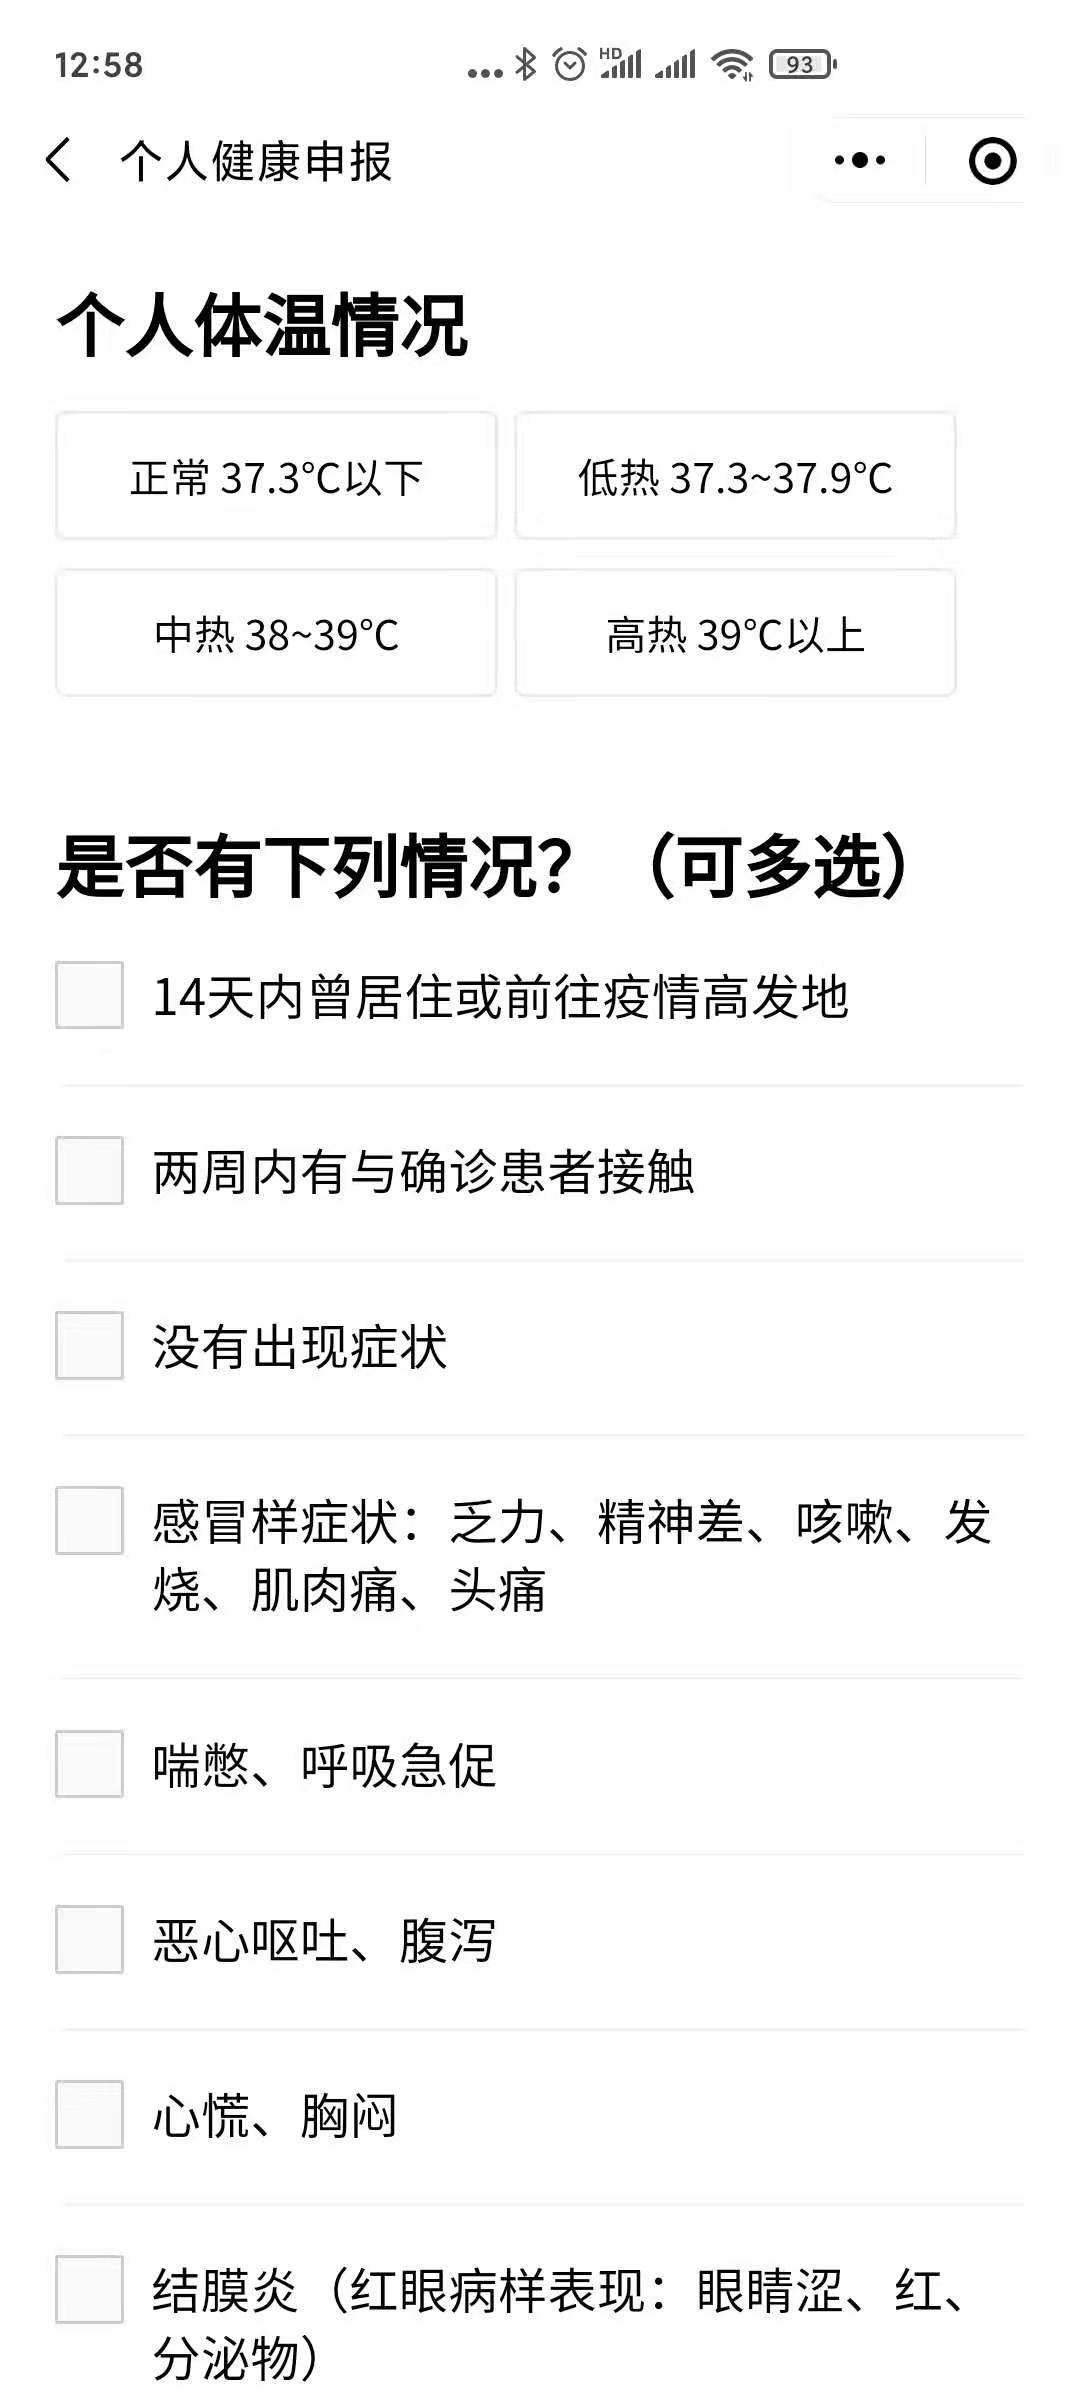 12:58
HD
93
个人健康申报
个人体温情况
正常 37.3℃以下
低热 37.3~37.9℃
中热 38~39℃
高热 39℃以上
是否有下列情况？（可多选）
14天内曾居住或前往疫情高发地
两周内有与确诊患者接触
没有出现症状
感冒样症状：乏力、精神差、咳嗽、发
烧、肌肉痛、头痛
喘憋、呼吸急促
恶心呕吐、腹泻
心慌、胸闷
结膜炎（红眼病样表现：眼睛涩、红、
分泌物）